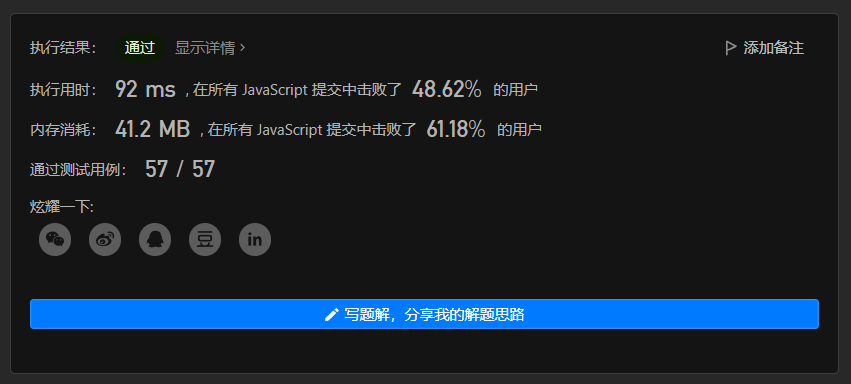 执行结果： 通过 显示详情 › 添加备注
执行用时： 92 ms , 在所有 JavaScript 提交中击败了 48.62% 的用户
内存消耗： 41.2 MB , 在所有 JavaScript 提交中击败了 61.18% 的用户
通过测试用例： 57 / 57
炫耀一下:
豆 in
写题解，分享我的解题思路